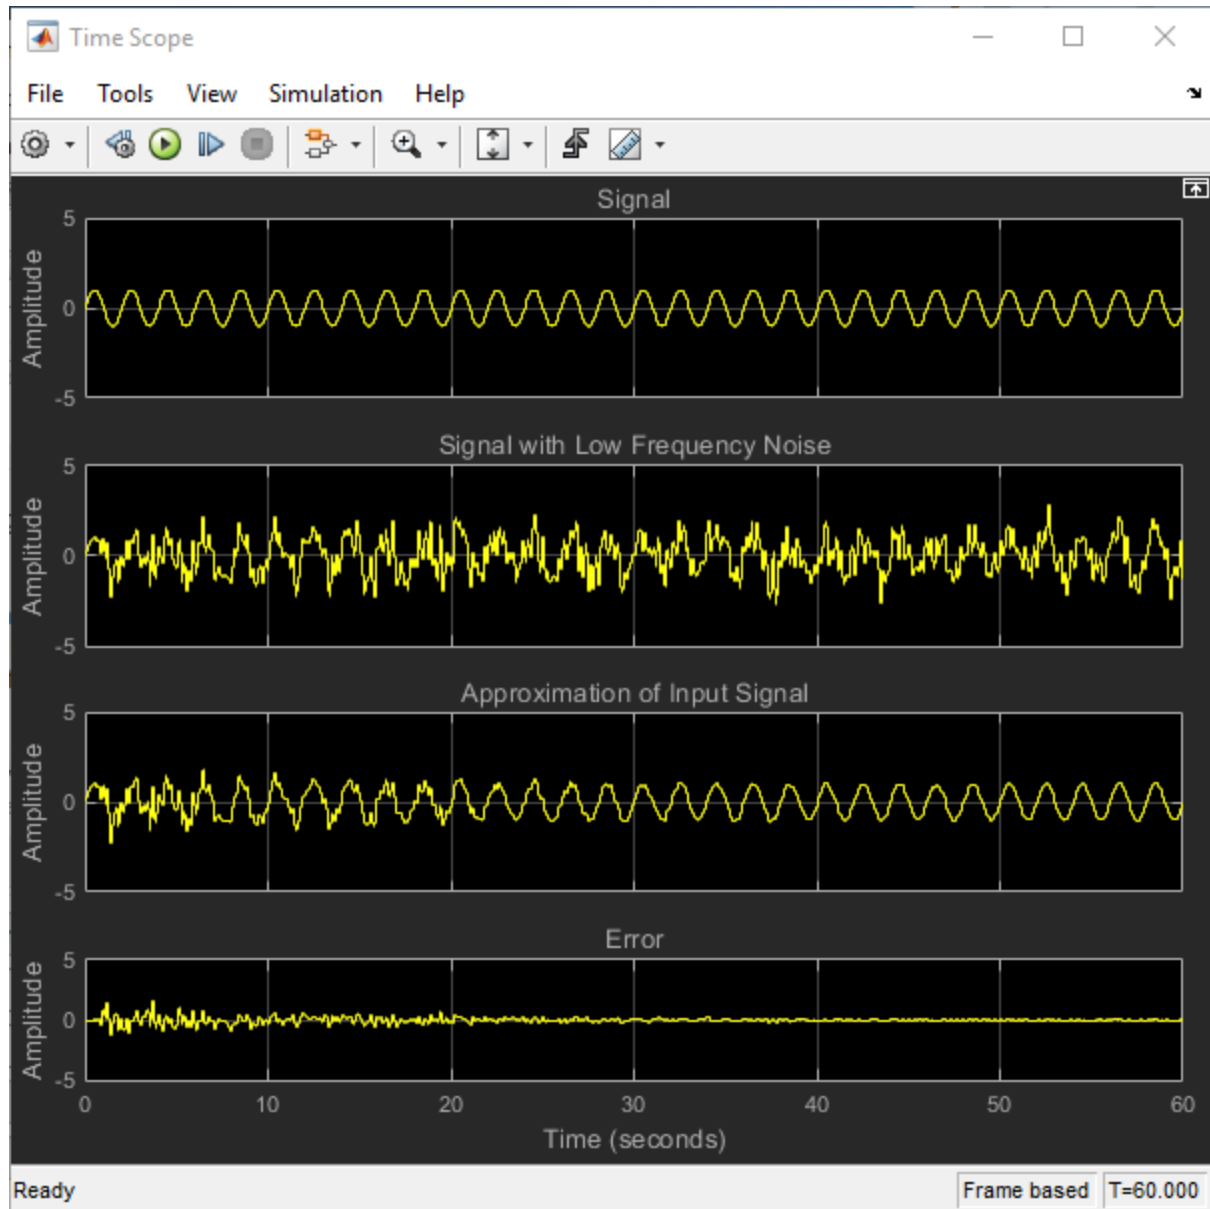 Time Scope
File Tools View Simulation Help
Signal
5
Amplitude
0
-5
Signal with Low Frequency Noise
5
Amplitude
0
-5
Approximation of Input Signal
5
Amplitude
0
-5
Error
5
Amplitude
0
-5
0 10 20 30 40 50 60
Time (seconds)
Ready Frame based T=60.000